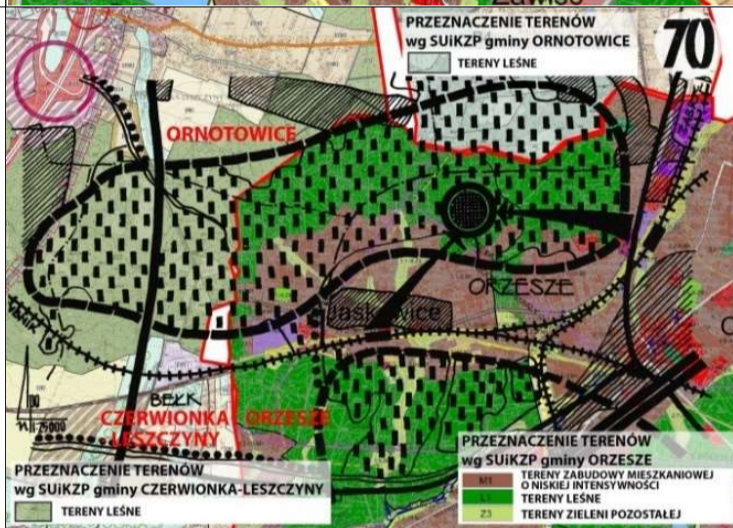 PRZEZNACZENIE TERENÓW
wg SUiKZP gminy ORNOTOWICE
TERENY LEŚNE
70
ORNOTOWICE
ORZESZE
Jaśkowice
BEŁK
CZERWIONKA
LESZCZYNY
ORZESZE
1:25000
PRZEZNACZENIE TERENÓW
wg SUiKZP gminy CZERWIONKA-LESZCZYNY
TERENY LEŚNE
PRZEZNACZENIE TERENÓW
wg SUiKZP gminy ORZESZE
M1 TERENY ZABUDOWY MIESZKANIOWEJ
O NISKIEJ INTENSYWNOŚCI
L1 TERENY LEŚNE
Z3 TERENY ZIELENI POZOSTAŁEJ